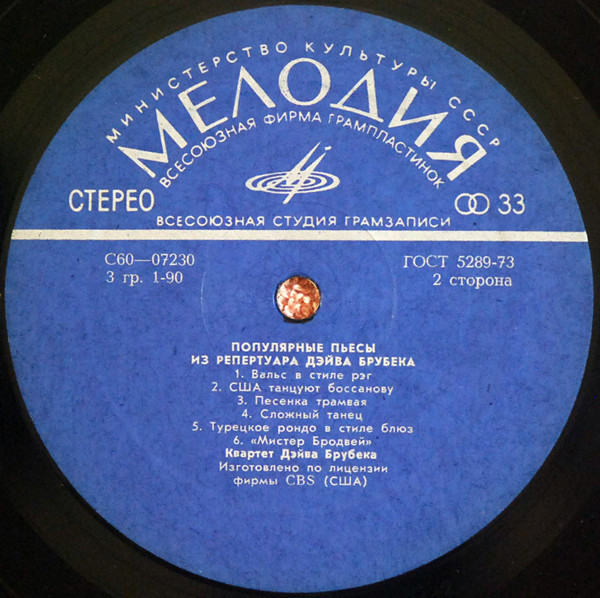 МИНИСТЕРСТВО КУЛЬТУРЫ СССР
МЕЛОДИЯ
ВСЕСОЮЗНАЯ ФИРМА ГРАМПЛАСТИНОК
СТЕРЕО
33
ВСЕСОЮЗНАЯ СТУДИЯ ГРАМЗАПИСИ
С60—07230
ГОСТ 5289-73
3 гр. 1-90
2 сторона
ПОПУЛЯРНЫЕ ПЬЕСЫ
ИЗ РЕПЕРТУАРА ДЭЙВА БРУБЕКА
1. Вальс в стиле рэг
2. США танцуют боссанову
3. Песенка трамвая
4. Сложный танец
5. Турецкое рондо в стиле блюз
6. «Мистер Бродвей»
Квартет Дэйва Брубека
Изготовлено по лицензии
фирмы CBS (США)